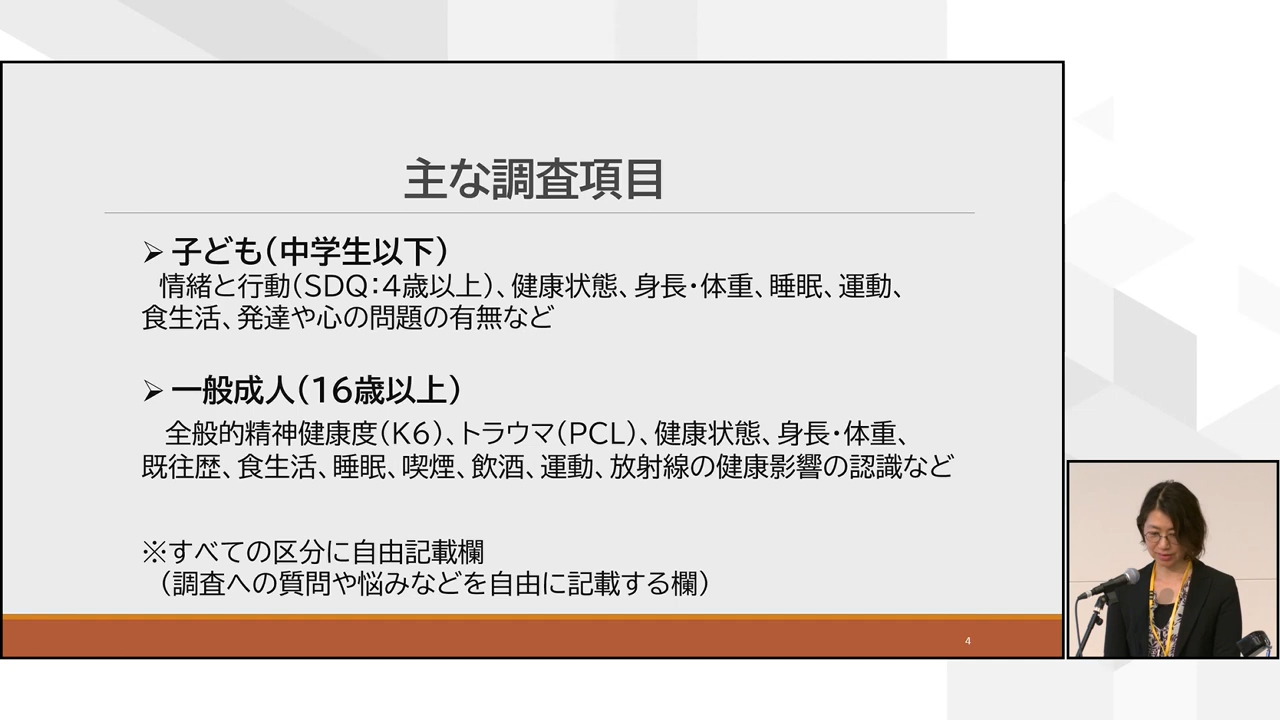 主な調査項目
➢ 子ども（中学生以下）
情緒と行動（SDQ：4歳以上）、健康状態、身長・体重、睡眠、運動、
食生活、発達や心の問題の有無など
➢ 一般成人（16歳以上）
全般的精神健康度（K6）、トラウマ（PCL）、健康状態、身長・体重、
既往歴、食生活、睡眠、喫煙、飲酒、運動、放射線の健康影響の認識など
※すべての区分に自由記載欄
（調査への質問や悩みなどを自由に記載する欄）
4